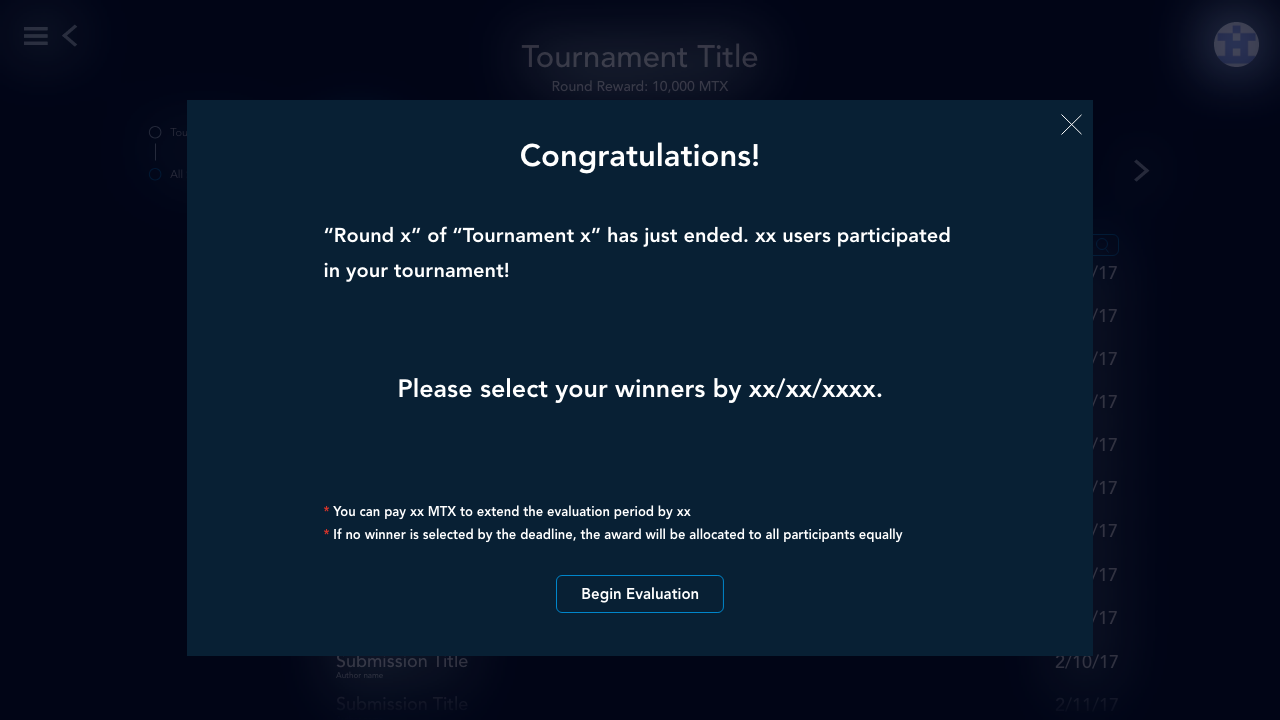 Tournament Title
Round Reward: 10,000 MTX
Tou
All
Congratulations!
“Round x” of “Tournament x” has just ended. xx users participated
in your tournament!
Please select your winners by xx/xx/xxxx.
* You can pay xx MTX to extend the evaluation period by xx
* If no winner is selected by the deadline, the award will be allocated to all participants equally
Begin Evaluation
/17
/17
/17
/17
/17
/17
/17
/17
/17
Submission Title 2/10/17
Author name
Submission Title 2/11/17